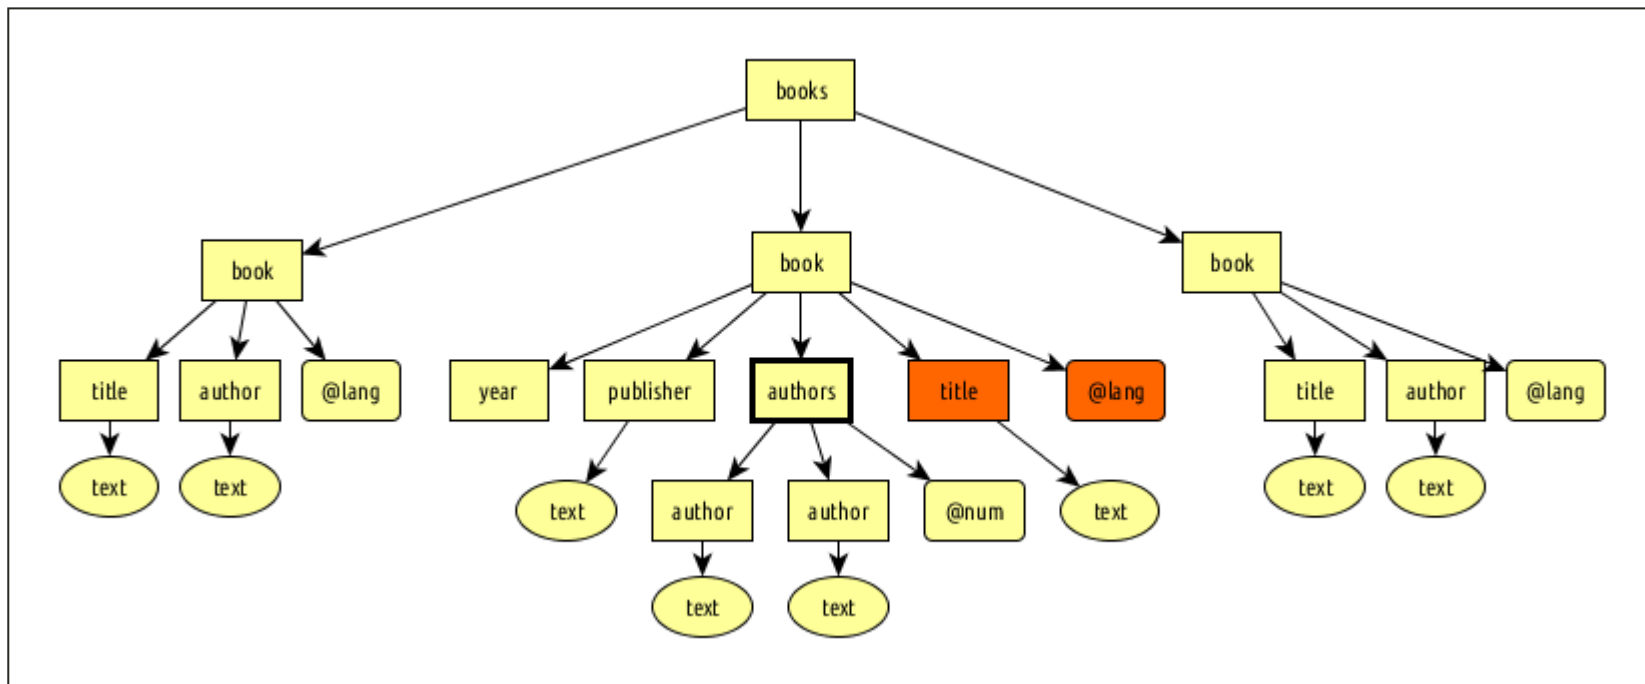 books
book
book
book
title
author
@lang
year
publisher
authors
title
@lang
title
author
@lang
text
text
text
author
author
@num
text
text
text
text
text